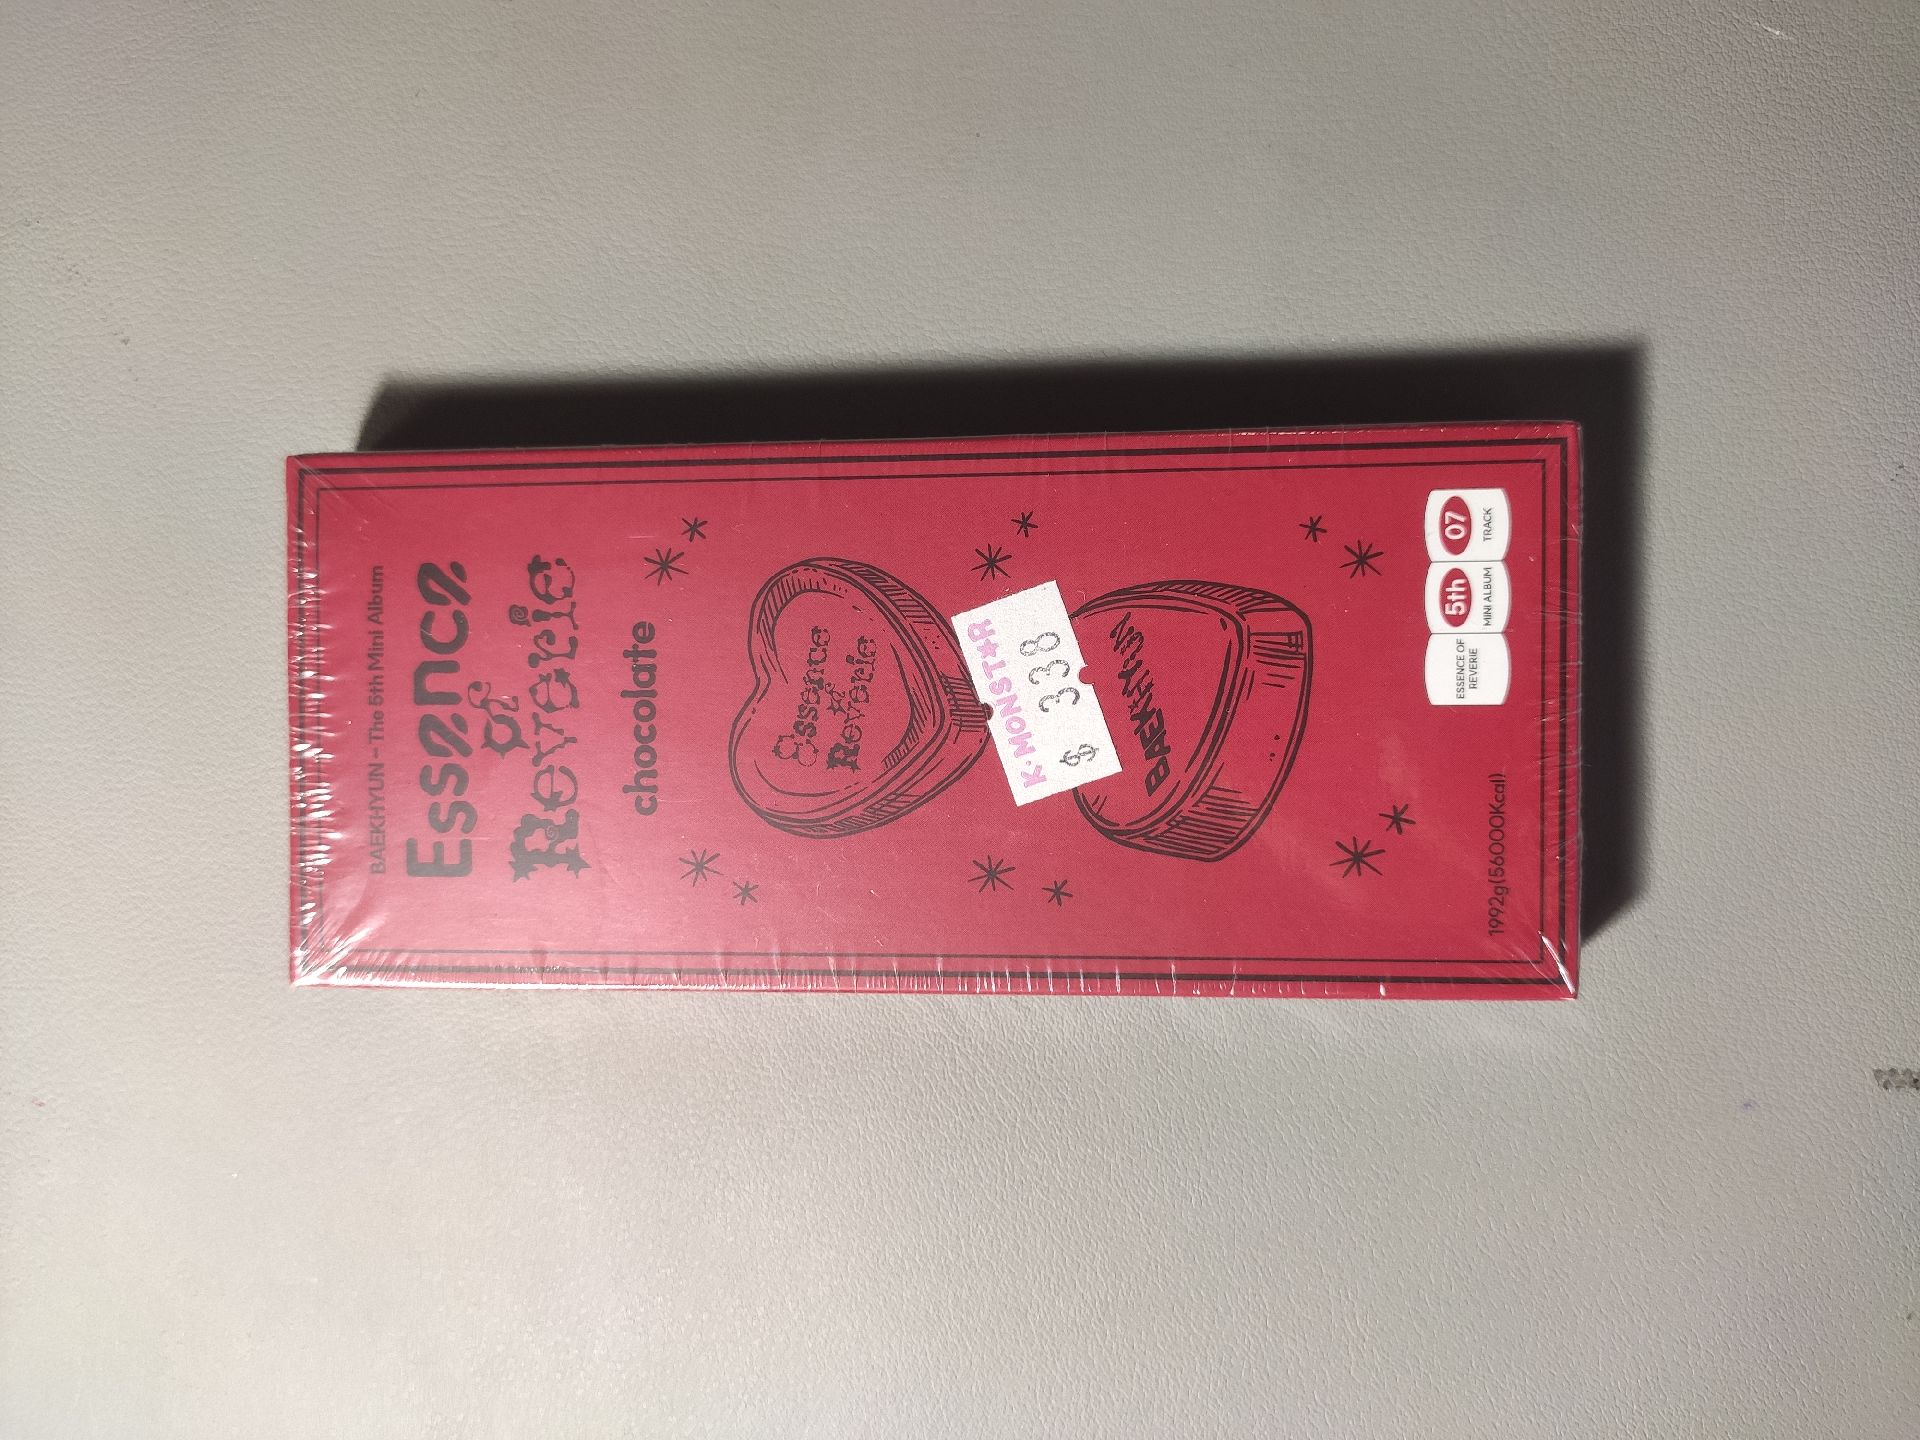 BAEKHYUN – The 5th Mini Album
Essence
of
Reverie
chocolate
Essence
of
Reverie
K·MONST★R
$ 338
BAEKHYUN
1992g(56000Kcal)
ESSENCE OF
REVERIE
5th
MINI ALBUM
07
TRACK